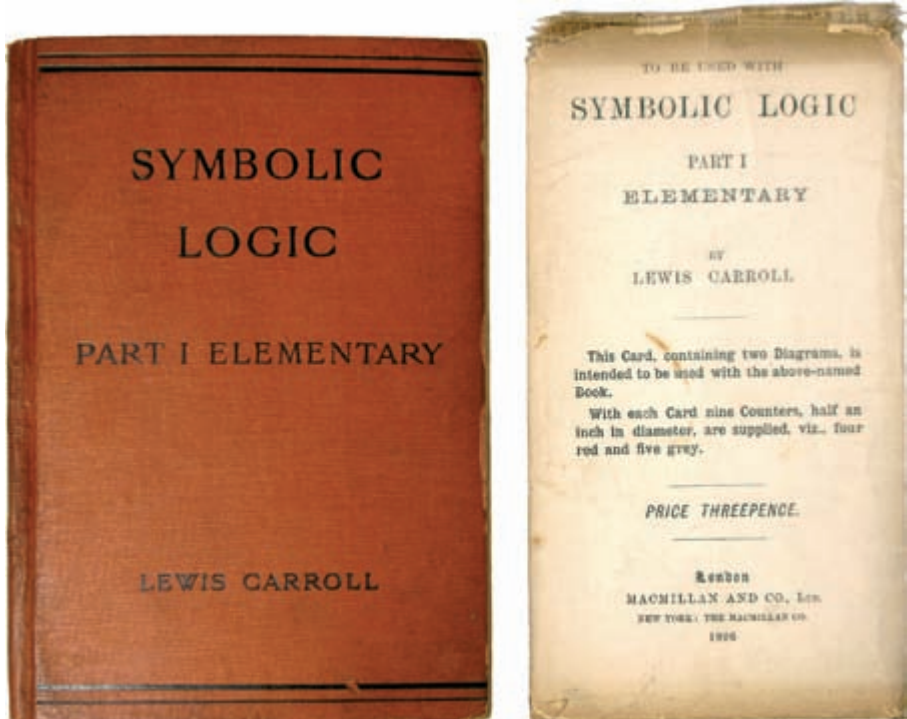 SYMBOLIC
LOGIC
PART I ELEMENTARY
LEWIS CARROLL
TO BE USED WITH
SYMBOLIC LOGIC
PART I
ELEMENTARY
BY
LEWIS CARROLL
This Card, containing two Diagrams, is
intended to be used with the above-named
Book.
With each Card nine Counters, half an
inch in diameter, are supplied, viz., four
red and five grey.
PRICE THREEPENCE.
London
MACMILLAN AND CO., LTD.
NEW YORK: THE MACMILLAN CO.
1896